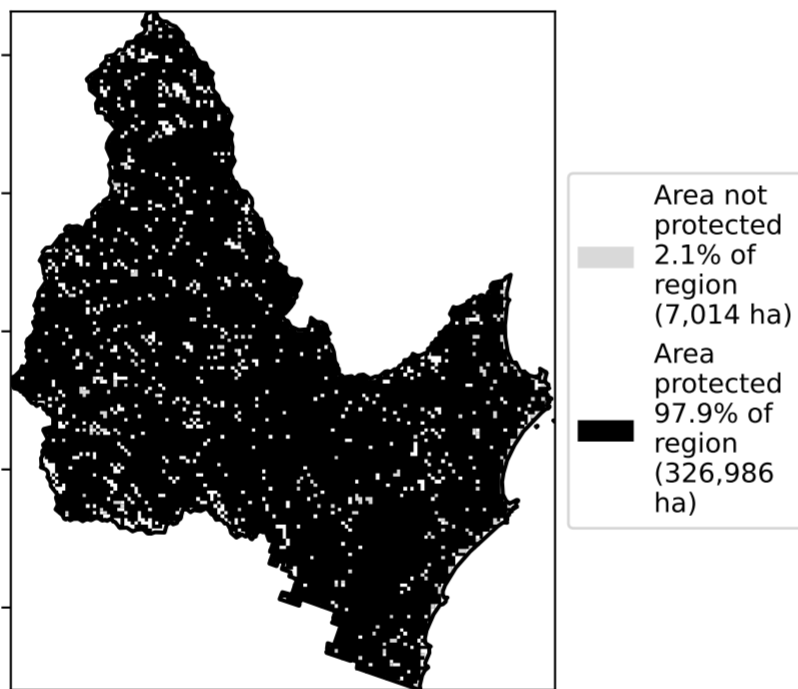 Area not
protected
2.1% of
region
(7,014 ha)
Area
protected
97.9% of
region
(326,986
ha)